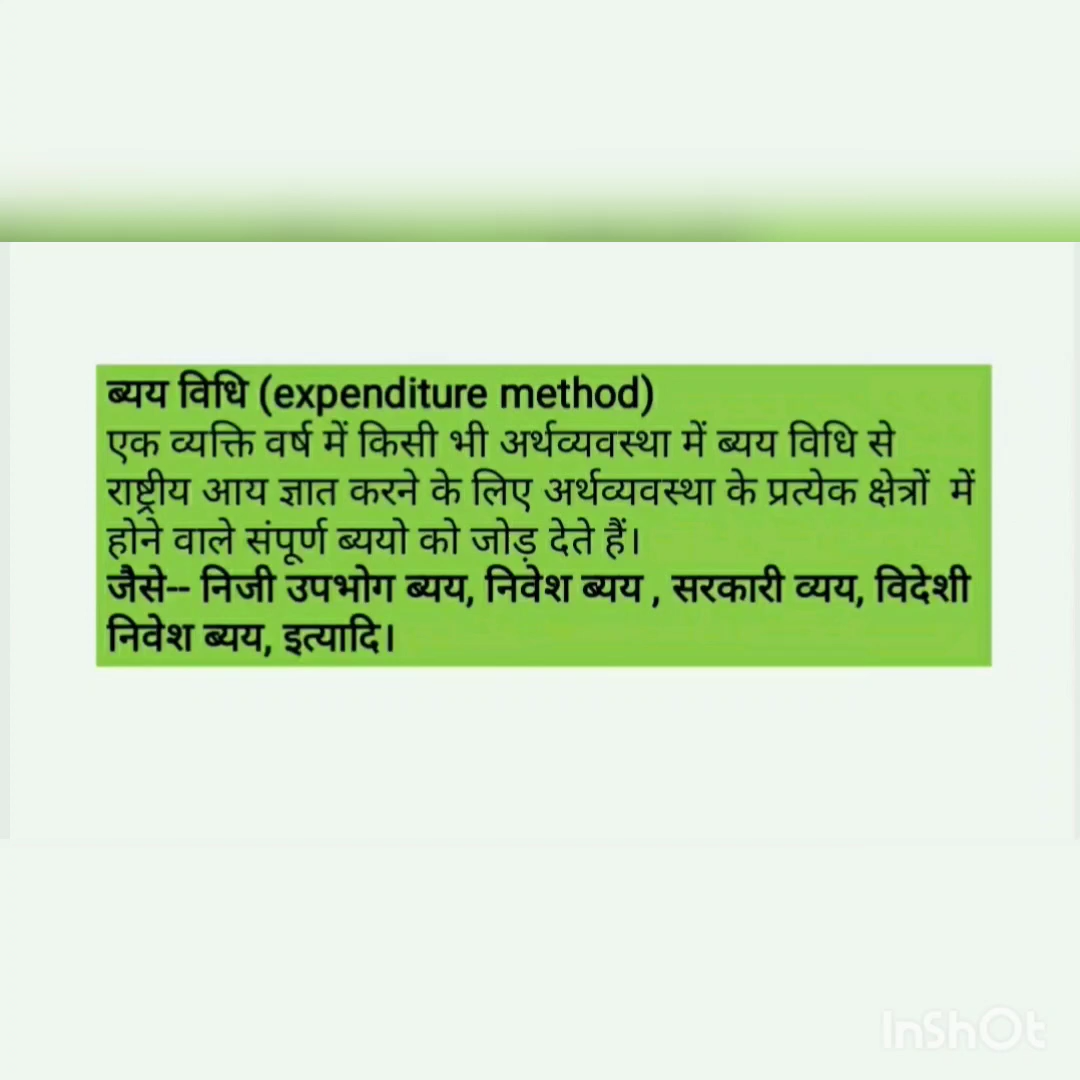 ब्यय विधि (expenditure method)
एक व्यक्ति वर्ष में किसी भी अर्थव्यवस्था में ब्यय विधि से
राष्ट्रीय आय ज्ञात करने के लिए अर्थव्यवस्था के प्रत्येक क्षेत्रों में
होने वाले संपूर्ण ब्ययो को जोड़ देते हैं।
जैसे-- निजी उपभोग ब्यय, निवेश ब्यय , सरकारी व्यय, विदेशी
निवेश ब्यय, इत्यादि।
InShOt